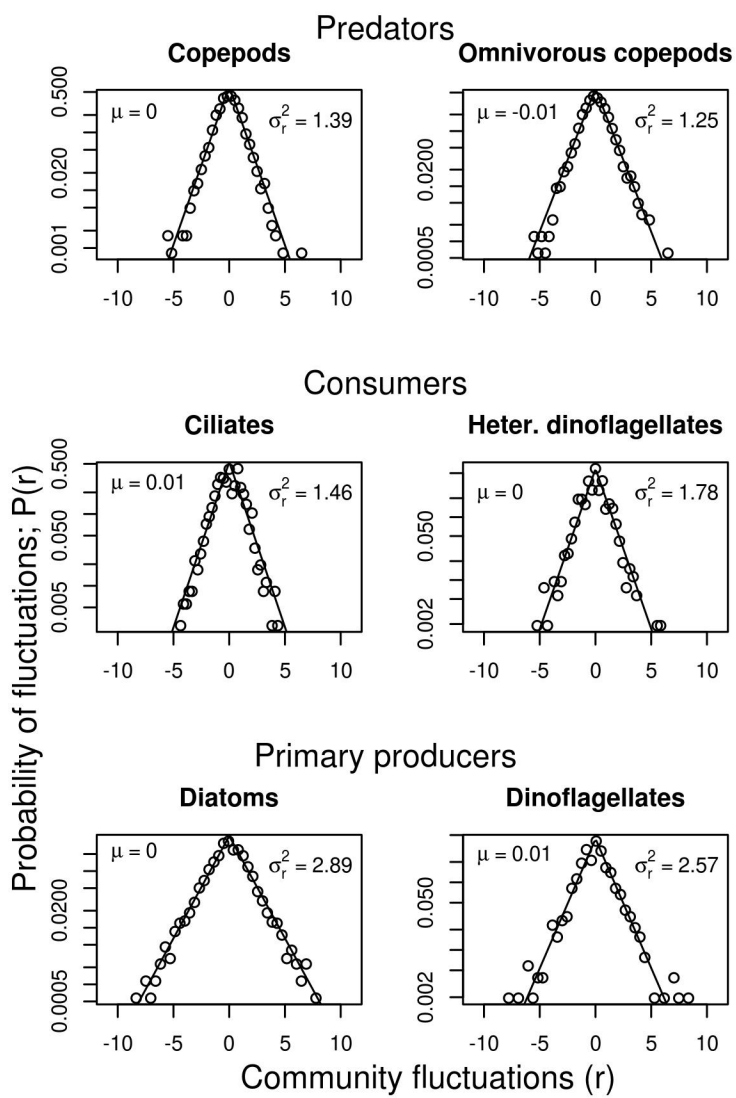 Predators
Copepods
Omnivorous copepods
μ = 0
σ²r = 1.39
0.500
0.020
0.001
-10 -5 0 5 10
μ = -0.01
σ²r = 1.25
0.0200
0.0005
-10 -5 0 5 10
Consumers
Ciliates
Heter. dinoflagellates
μ = 0.01
σ²r = 1.46
0.500
0.050
0.005
-10 -5 0 5 10
μ = 0
σ²r = 1.78
0.050
0.002
-10 -5 0 5 10
Primary producers
Diatoms
Dinoflagellates
μ = 0
σ²r = 2.89
0.0200
0.0005
-10 -5 0 5 10
μ = 0.01
σ²r = 2.57
0.050
0.002
-10 -5 0 5 10
Probability of fluctuations; P(r)
Community fluctuations (r)